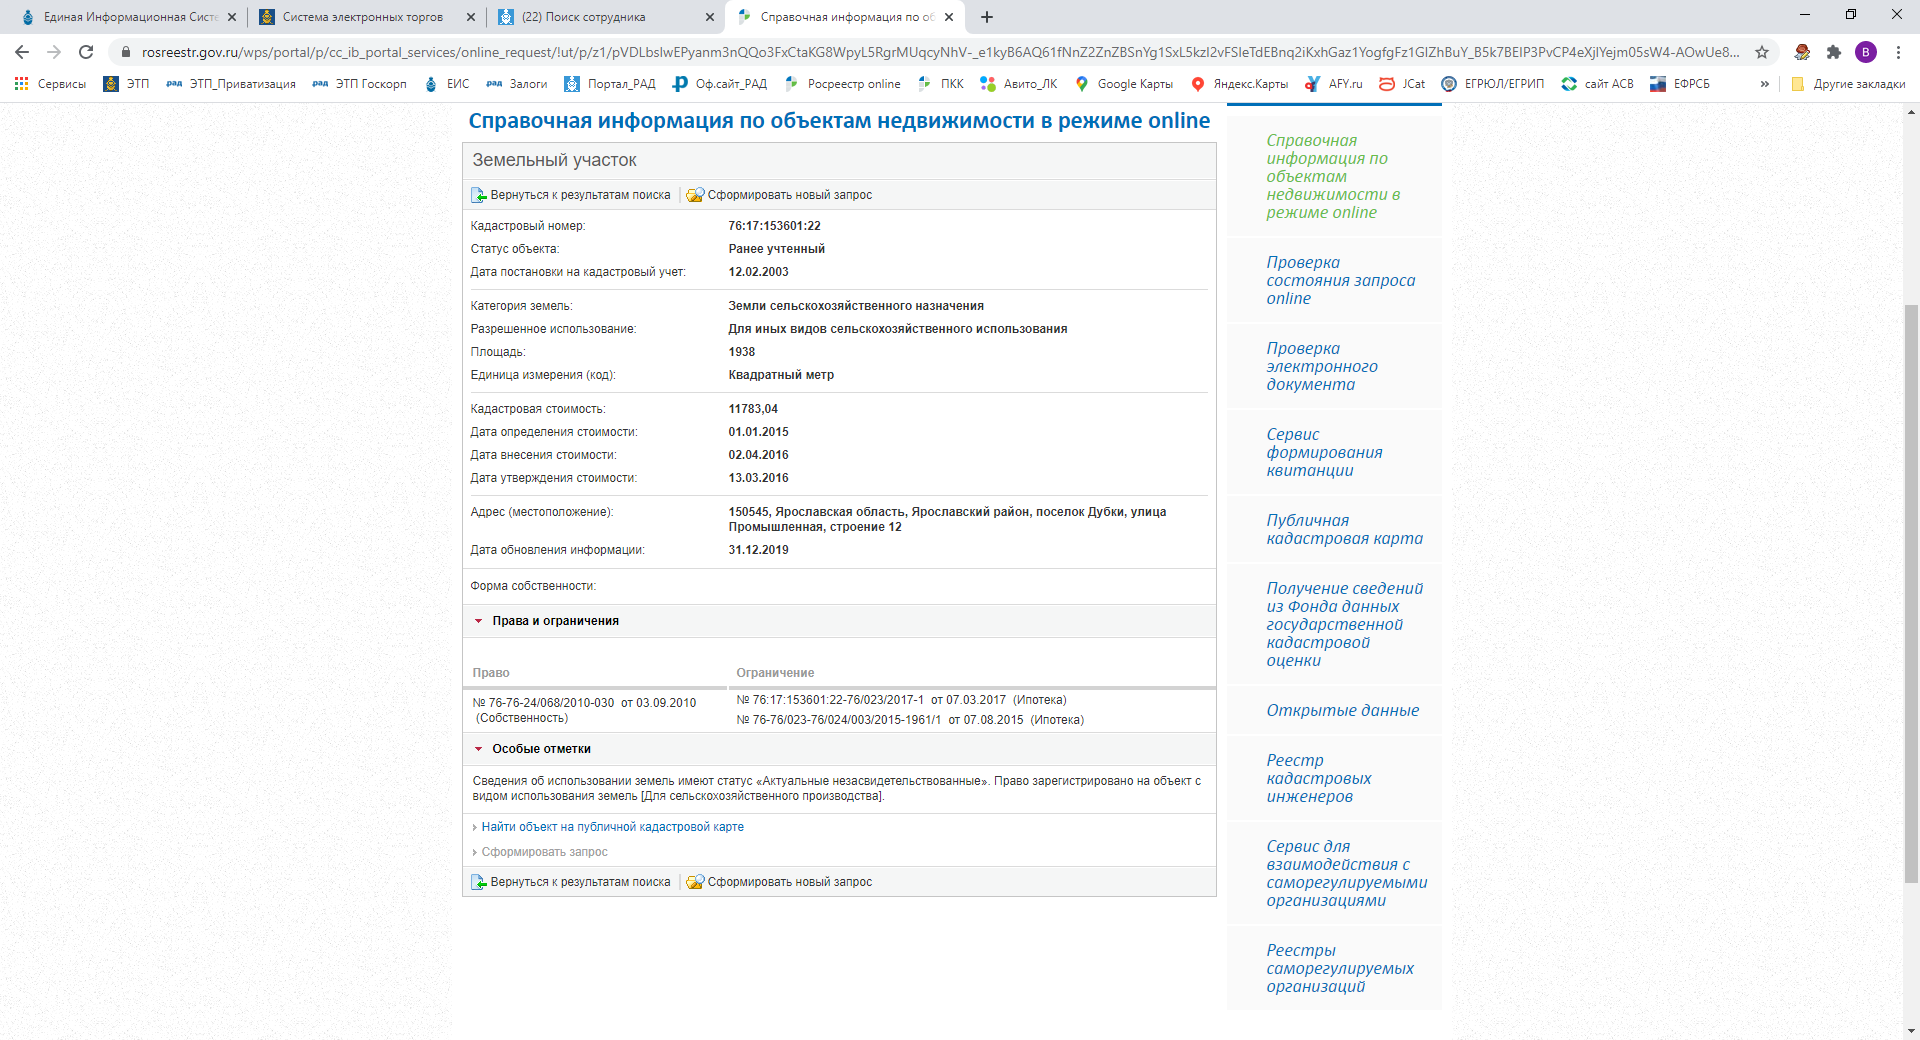 Единая Информационная Систе
Система электронных торгов
(22) Поиск сотрудника
Справочная информация по об
rosreestr.gov.ru/wps/portal/p/cc_ib_portal_services/online_request/!ut/p/z1/
Сервисы ЭТП ЭТП_Приватизация ЭТП Госкорп ЕИС Залоги Портал_РАД Оф.сайт_РАД Росреестр online ПКК Авито_ЛК Google Карты Яндекс.Карты AFY.ru JCat ЕГРЮЛ/ЕГРИП сайт АСВ ЕФРСБ » Другие закладки
Справочная информация по объектам недвижимости в режиме online
Земельный участок
Вернуться к результатам поиска Сформировать новый запрос
Кадастровый номер: 76:17:153601:22
Статус объекта: Ранее учтенный
Дата постановки на кадастровый учет: 12.02.2003
Категория земель: Земли сельскохозяйственного назначения
Разрешенное использование: Для иных видов сельскохозяйственного использования
Площадь: 1938
Единица измерения (код): Квадратный метр
Кадастровая стоимость: 11783,04
Дата определения стоимости: 01.01.2015
Дата внесения стоимости: 02.04.2016
Дата утверждения стоимости: 13.03.2016
Адрес (местоположение): 150545, Ярославская область, Ярославский район, поселок Дубки, улица
Промышленная, строение 12
Дата обновления информации: 31.12.2019
Форма собственности:
Права и ограничения
Право Ограничение
№ 76-76-24/068/2010-030 от 03.09.2010
(Собственность)
№ 76:17:153601:22-76/023/2017-1 от 07.03.2017 (Ипотека)
№ 76-76/023-76/024/003/2015-1961/1 от 07.08.2015 (Ипотека)
Особые отметки
Сведения об использовании земель имеют статус «Актуальные незасвидетельствованные». Право зарегистрировано на объект с
видом использования земель [Для сельскохозяйственного производства].
Найти объект на публичной кадастровой карте
Сформировать запрос
Вернуться к результатам поиска Сформировать новый запрос
Справочная
информация по
объектам
недвижимости в
режиме online
Проверка
состояния запроса
online
Проверка
электронного
документа
Сервис
формирования
квитанции
Публичная
кадастровая карта
Получение сведений
из Фонда данных
государственной
кадастровой
оценки
Открытые данные
Реестр
кадастровых
инженеров
Сервис для
взаимодействия с
саморегулируемыми
организациями
Реестры
саморегулируемых
организаций